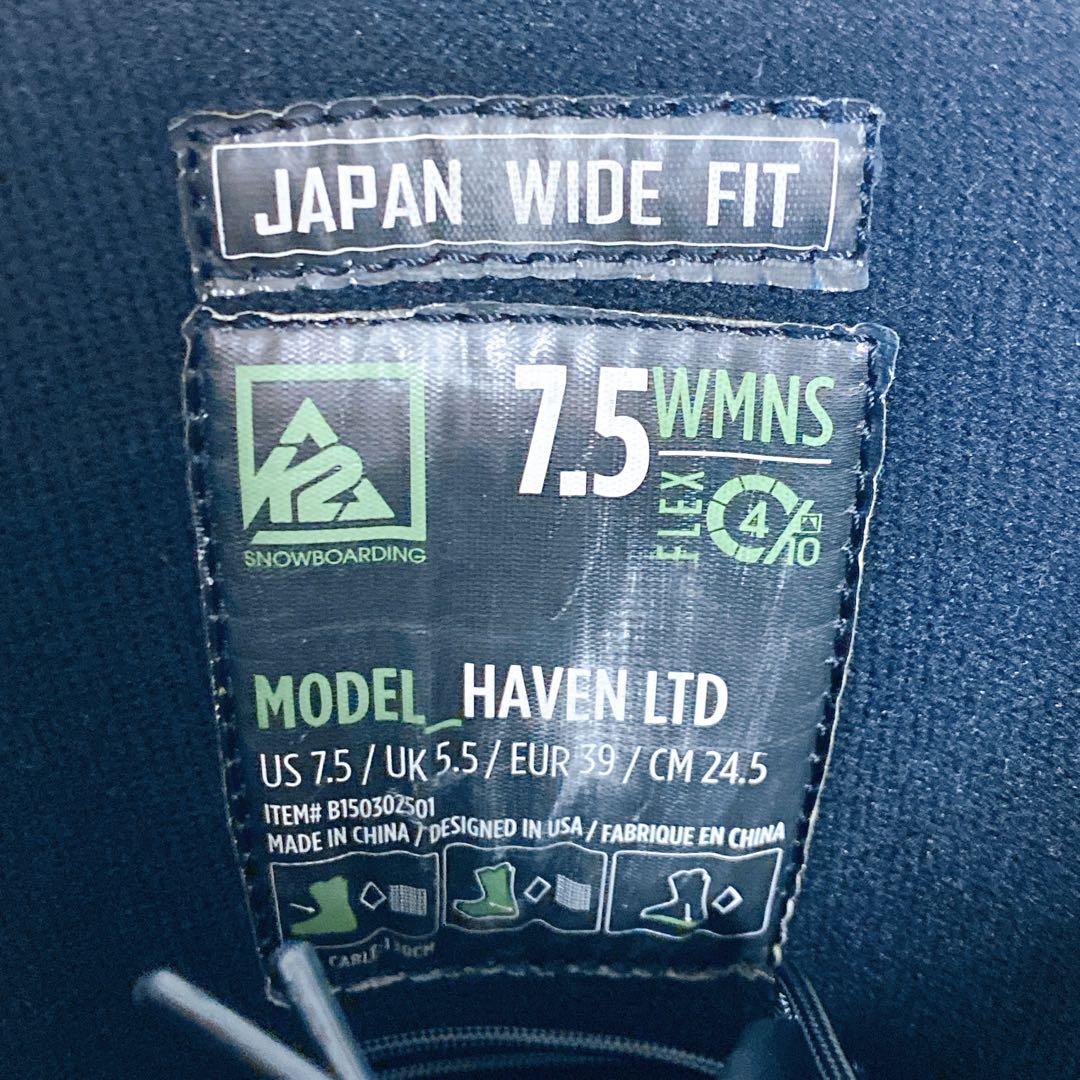 JAPAN WIDE FIT
K2
SNOWBOARDING
7.5 WMNS
FLEX 4/10
MODEL_HAVEN LTD
US 7.5 / UK 5.5 / EUR 39 / CM 24.5
ITEM# B150302501
MADE IN CHINA / DESIGNED IN USA / FABRIQUE EN CHINA